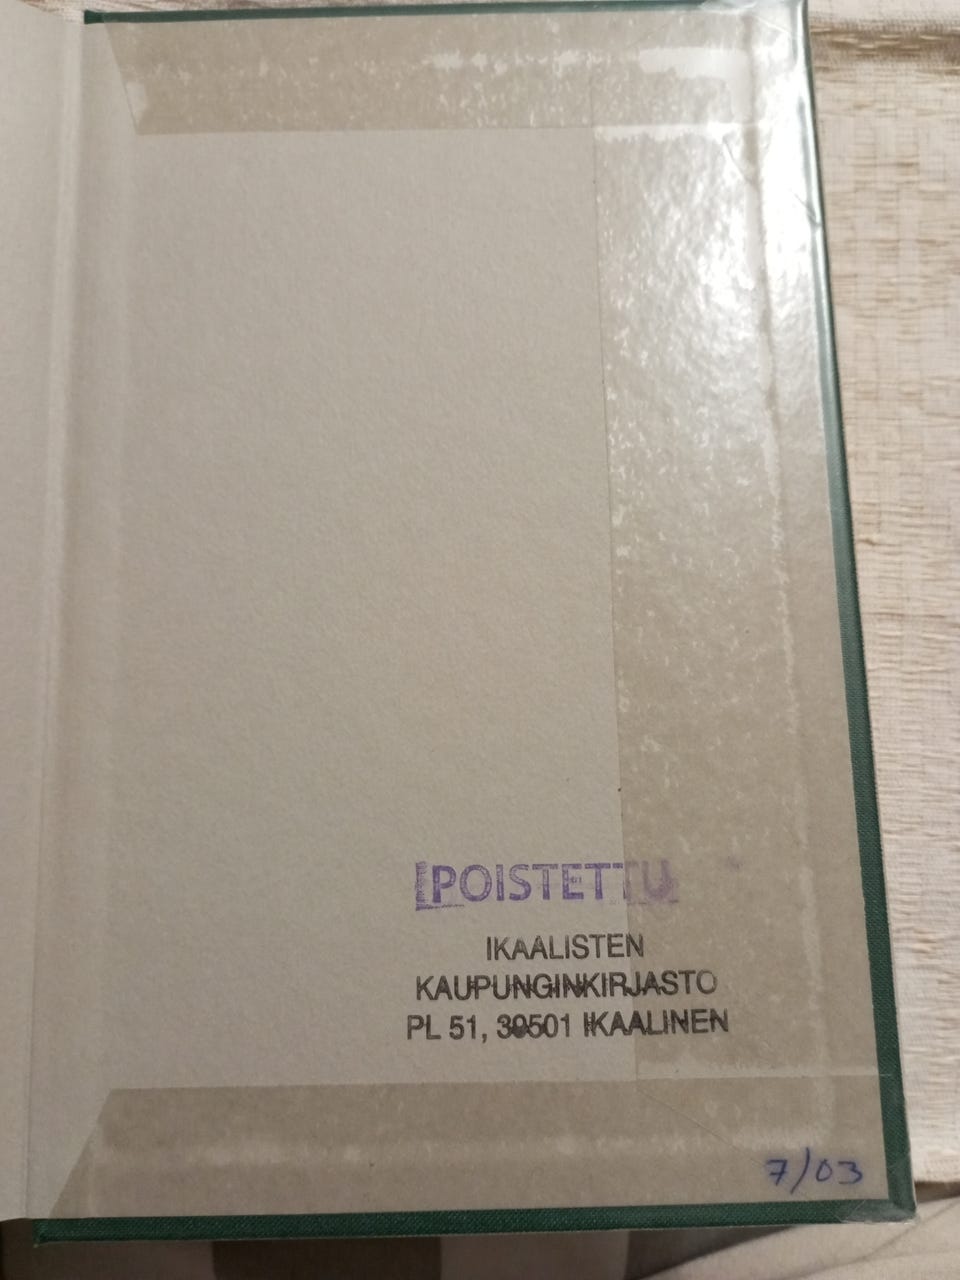 POISTETTU
IKAALISTEN
KAUPUNGINKIRJASTO
PL 51, 39501 IKAALINEN
7/03